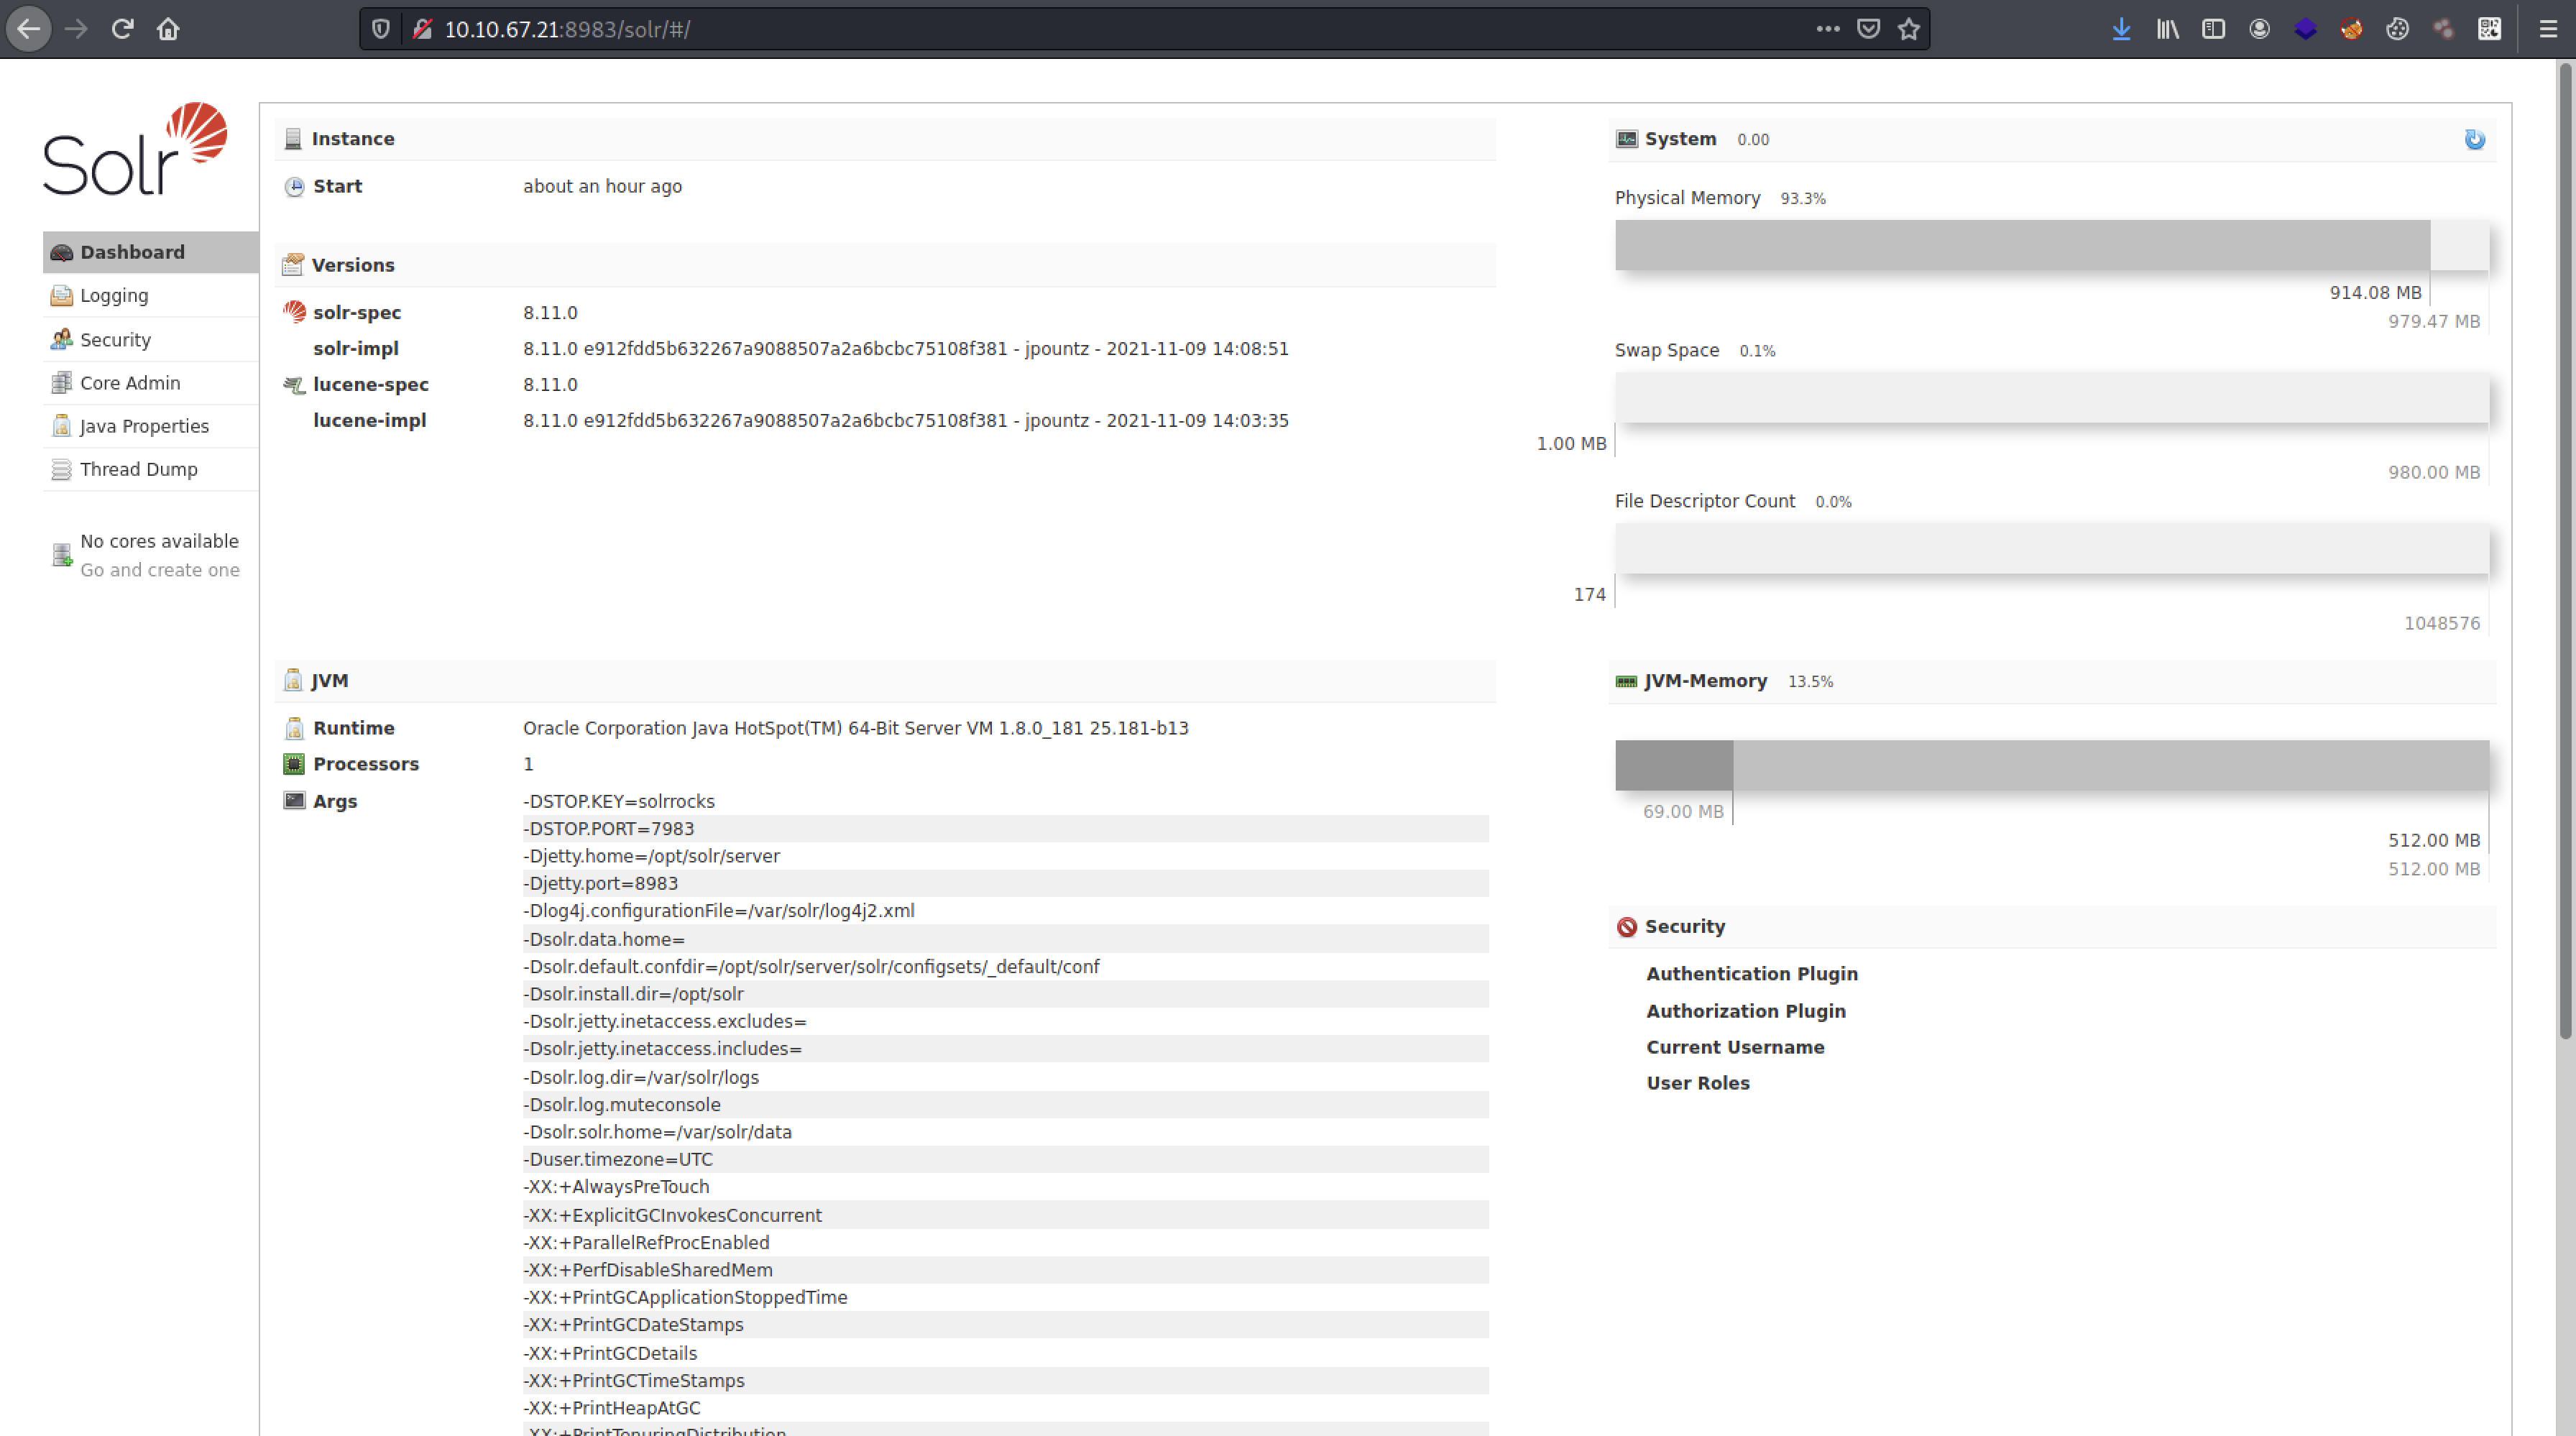 10.10.67.21:8983/solr/#/
Solr
Dashboard
Logging
Security
Core Admin
Java Properties
Thread Dump
No cores available
Go and create one
Instance
Start about an hour ago
Versions
solr-spec 8.11.0
solr-impl 8.11.0 e912fdd5b632267a9088507a2a6bcbc75108f381 - jpountz - 2021-11-09 14:08:51
lucene-spec 8.11.0
lucene-impl 8.11.0 e912fdd5b632267a9088507a2a6bcbc75108f381 - jpountz - 2021-11-09 14:03:35
JVM
Runtime Oracle Corporation Java HotSpot(TM) 64-Bit Server VM 1.8.0_181 25.181-b13
Processors 1
Args -DSTOP.KEY=solrrocks
-DSTOP.PORT=7983
-Djetty.home=/opt/solr/server
-Djetty.port=8983
-Dlog4j.configurationFile=/var/solr/log4j2.xml
-Dsolr.data.home=
-Dsolr.default.confdir=/opt/solr/server/solr/configsets/_default/conf
-Dsolr.install.dir=/opt/solr
-Dsolr.jetty.inetaccess.excludes=
-Dsolr.jetty.inetaccess.includes=
-Dsolr.log.dir=/var/solr/logs
-Dsolr.log.muteconsole
-Dsolr.solr.home=/var/solr/data
-Duser.timezone=UTC
-XX:+AlwaysPreTouch
-XX:+ExplicitGCInvokesConcurrent
-XX:+ParallelRefProcEnabled
-XX:+PerfDisableSharedMem
-XX:+PrintGCApplicationStoppedTime
-XX:+PrintGCDateStamps
-XX:+PrintGCDetails
-XX:+PrintGCTimeStamps
-XX:+PrintHeapAtGC
-XX:+PrintTenuringDistribution
System 0.00
Physical Memory 93.3%
914.08 MB
979.47 MB
Swap Space 0.1%
1.00 MB
980.00 MB
File Descriptor Count 0.0%
174
1048576
JVM-Memory 13.5%
69.00 MB
512.00 MB
512.00 MB
Security
Authentication Plugin
Authorization Plugin
Current Username
User Roles